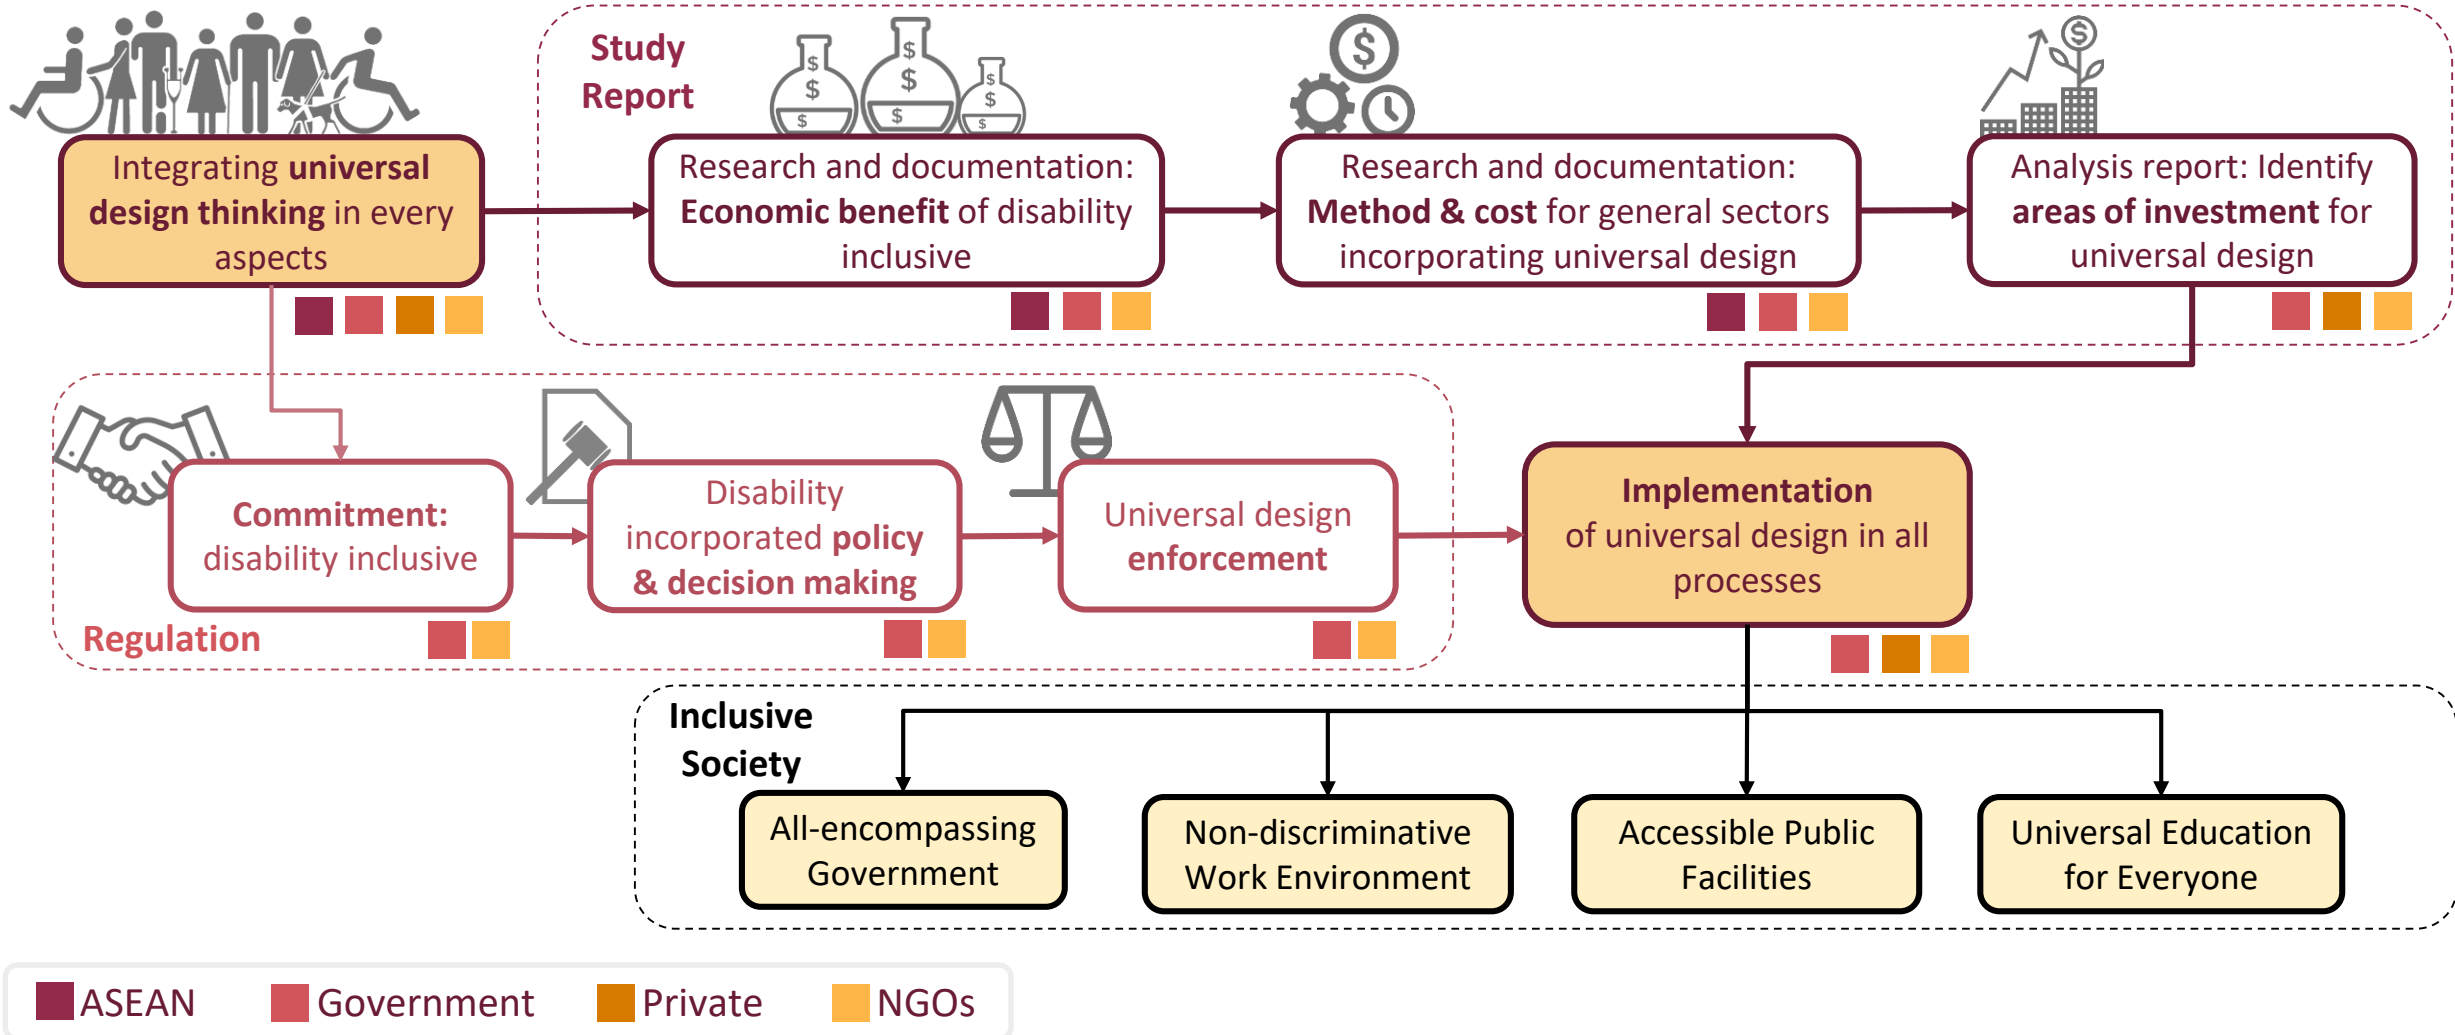 Study
Report
$ $ $
$ $ $
$ $ $
$
$
Integrating universal
design thinking in every
aspects
Research and documentation:
Economic benefit of disability
inclusive
Research and documentation:
Method & cost for general sectors
incorporating universal design
Analysis report: Identify
areas of investment for
universal design
Commitment:
disability inclusive
Disability
incorporated policy
& decision making
Universal design
enforcement
Regulation
Implementation
of universal design in all
processes
Inclusive
Society
All-encompassing
Government
Non-discriminative
Work Environment
Accessible Public
Facilities
Universal Education
for Everyone
ASEAN
Government
Private
NGOs